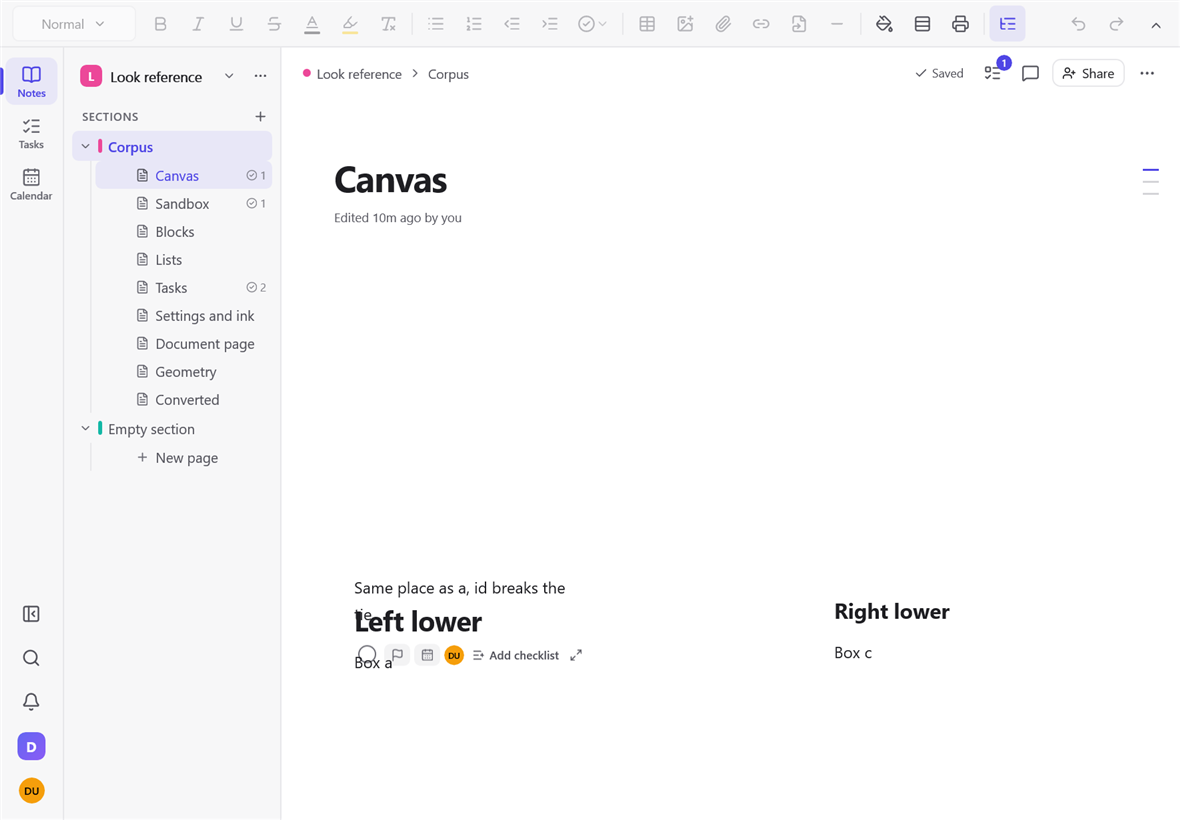 Normal
Notes
Tasks
Calendar
L
Look reference
SECTIONS
Corpus
Canvas
1
Sandbox
1
Blocks
Lists
Tasks
2
Settings and ink
Document page
Geometry
Converted
Empty section
New page
D
DU
Look reference
Corpus
Saved
1
Share
Canvas
Edited 10m ago by you
Same place as a, id breaks the
tie
Left lower
DU
Add checklist
Box a
Right lower
Box c